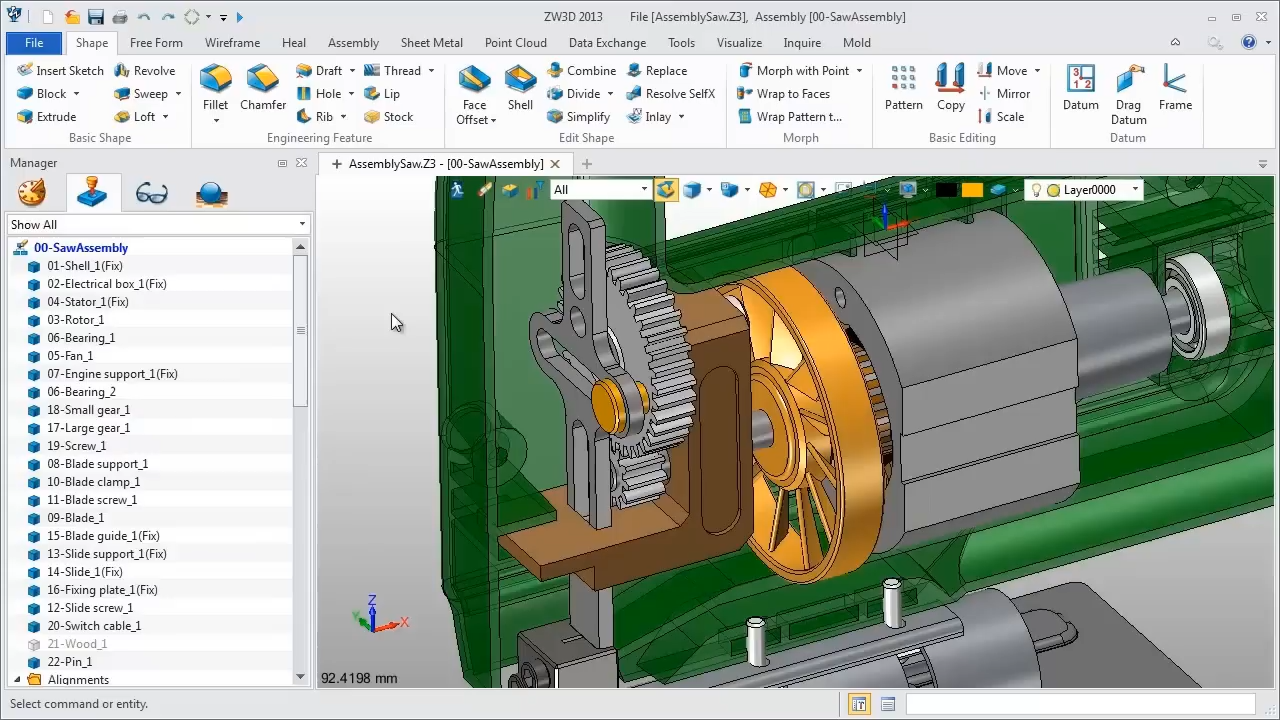 ZW3D 2013 File [AssemblySaw.Z3], Assembly [00-SawAssembly]
File Shape Free Form Wireframe Heal Assembly Sheet Metal Point Cloud Data Exchange Tools Visualize Inquire Mold
Insert Sketch Revolve Draft Thread Combine Replace Morph with Point Move
Block Sweep Hole Lip Divide Resolve SelfX Wrap to Faces Mirror
Extrude Loft Rib Stock Simplify Inlay Wrap Pattern t... Scale
Fillet Chamfer Face Offset Shell Pattern Copy Datum Drag Datum Frame
Basic Shape Engineering Feature Edit Shape Morph Basic Editing Datum
Manager
AssemblySaw.Z3 - [00-SawAssembly]
All
Layer0000
Show All
00-SawAssembly
01-Shell_1(Fix)
02-Electrical box_1(Fix)
04-Stator_1(Fix)
03-Rotor_1
06-Bearing_1
05-Fan_1
07-Engine support_1(Fix)
06-Bearing_2
18-Small gear_1
17-Large gear_1
19-Screw_1
08-Blade support_1
10-Blade clamp_1
11-Blade screw_1
09-Blade_1
15-Blade guide_1(Fix)
13-Slide support_1(Fix)
14-Slide_1(Fix)
16-Fixing plate_1(Fix)
12-Slide screw_1
20-Switch cable_1
21-Wood_1
22-Pin_1
Alignments
Z
X
92.4198 mm
Select command or entity.